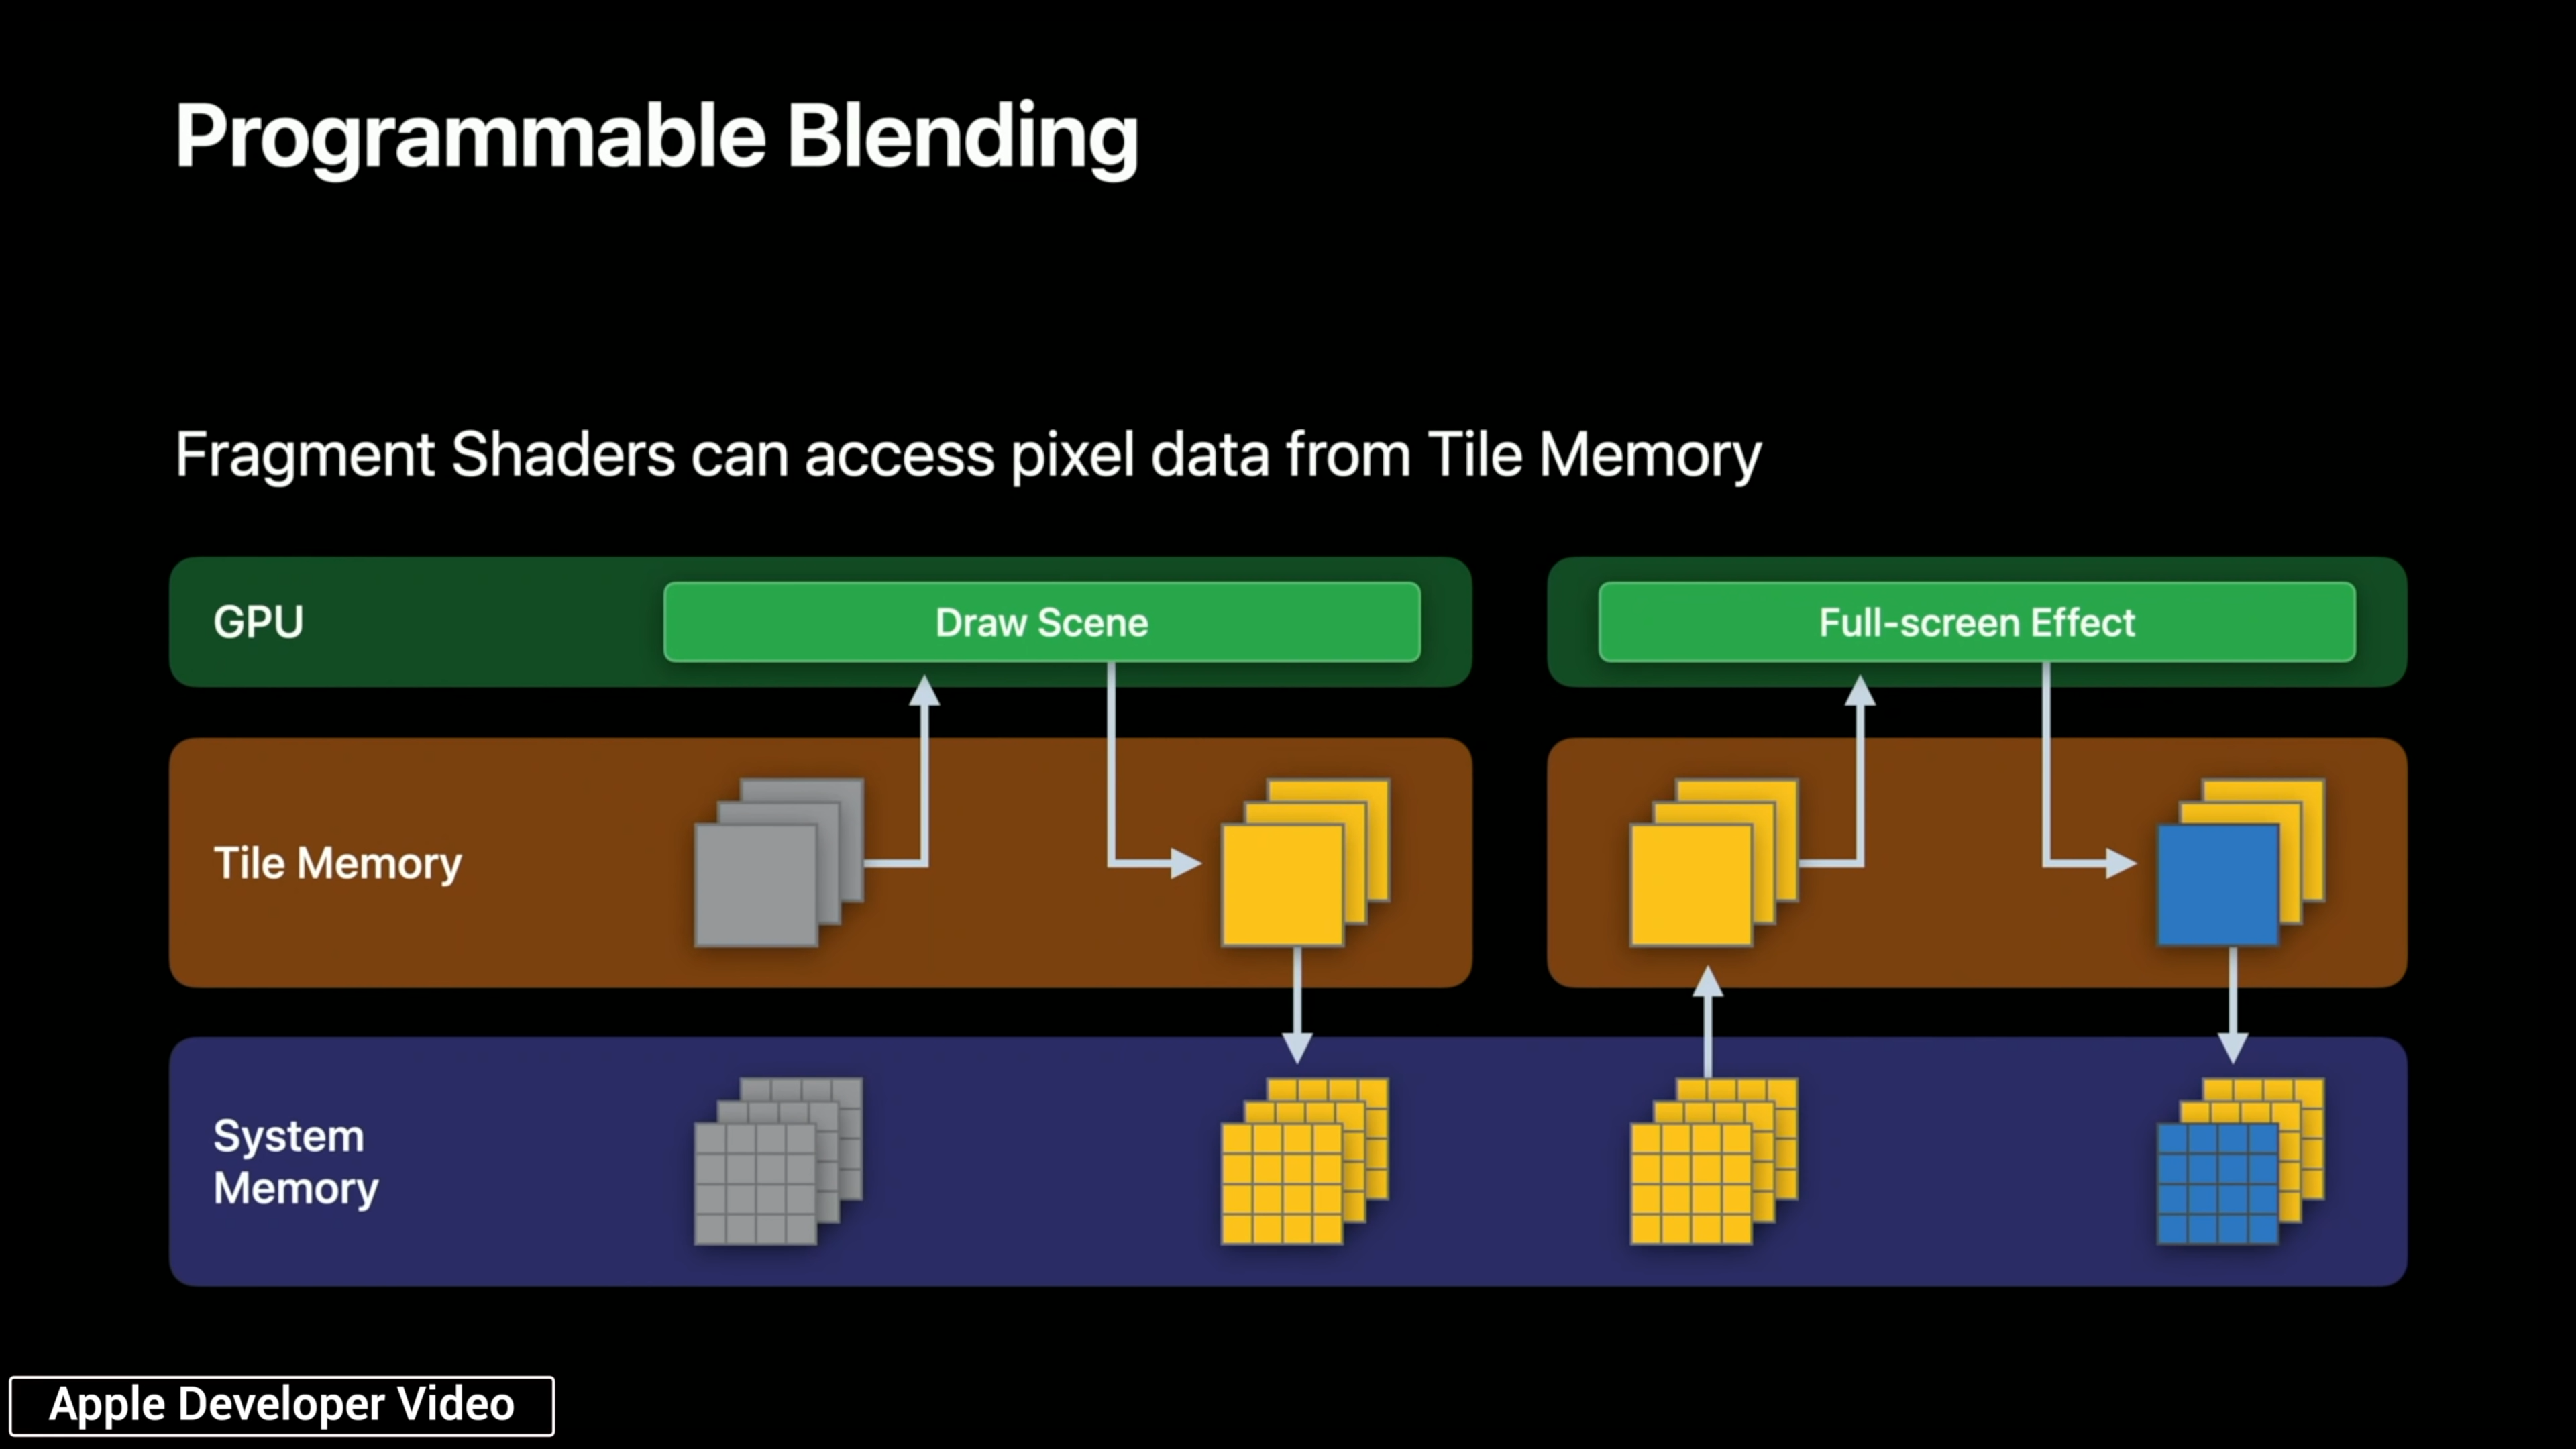 Programmable Blending
Fragment Shaders can access pixel data from Tile Memory
GPU
Draw Scene
Full-screen Effect
Tile Memory
System
Memory
Apple Developer Video